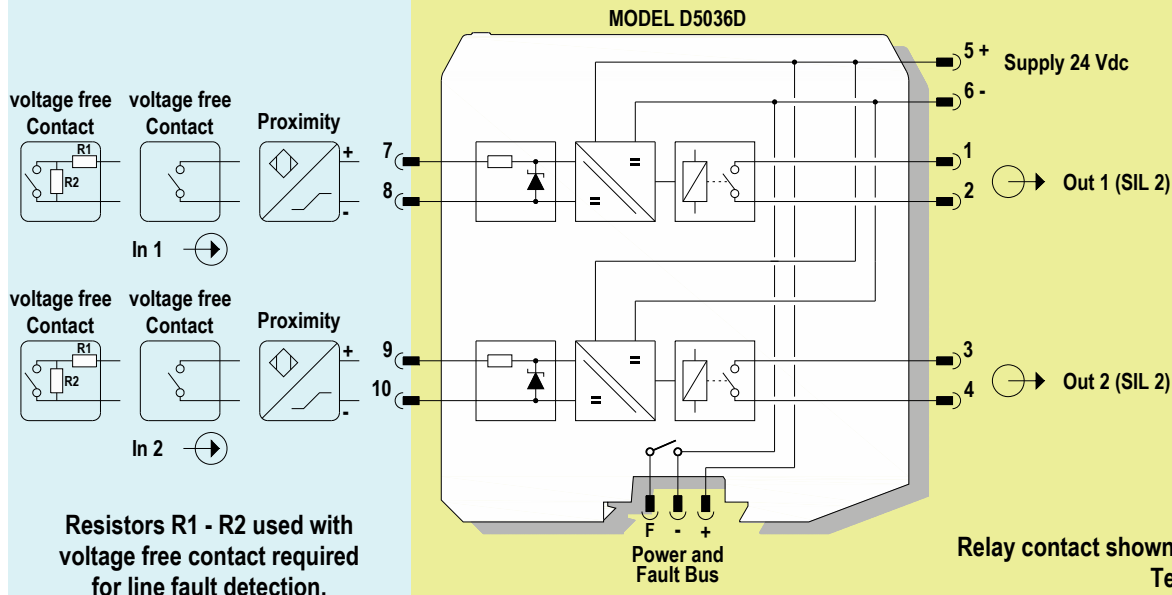 MODEL D5036D
5 +
Supply 24 Vdc
6 -
voltage free
Contact
voltage free
Contact
Proximity
R1
R2
+
-
7
8
1
2
Out 1 (SIL 2)
In 1
voltage free
Contact
voltage free
Contact
Proximity
R1
R2
+
-
9
10
3
4
Out 2 (SIL 2)
In 2
F - +
Power and
Fault Bus
Resistors R1 - R2 used with
voltage free contact required
for line fault detection.
Relay contact shown
Te